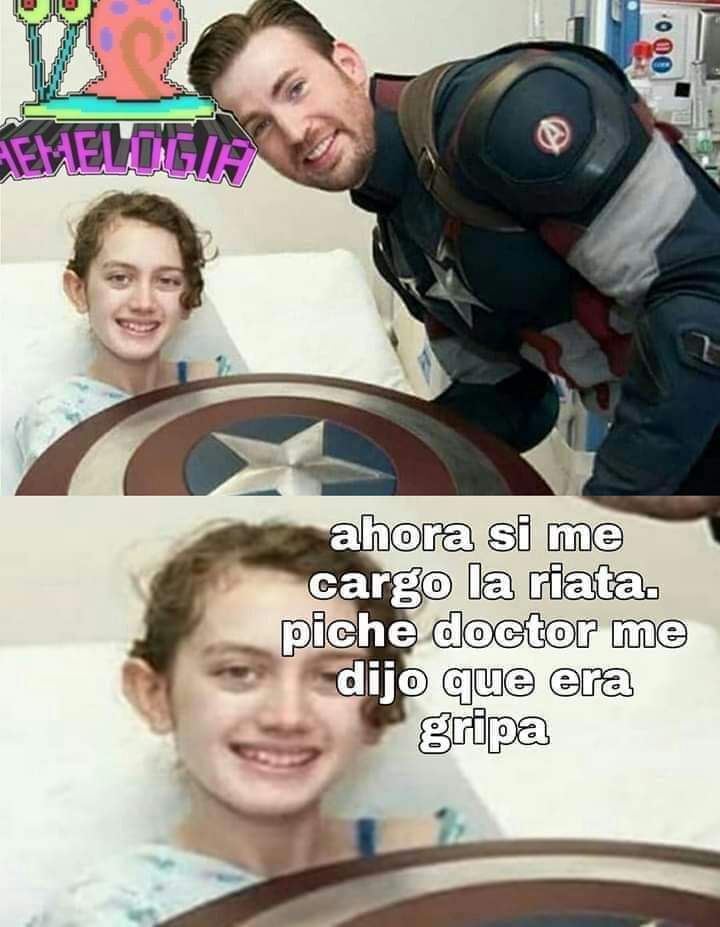 MEMELOGIA
ahora si me
cargo la riata.
piche doctor me
dijo que era
gripa